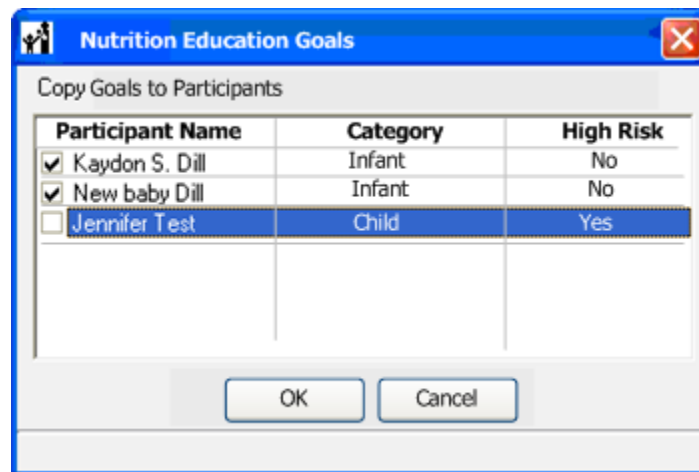 Nutrition Education Goals
Copy Goals to Participants
Participant Name Category High Risk
Kaydon S. Dill Infant No
New baby Dill Infant No
Jennifer Test Child Yes
OK Cancel